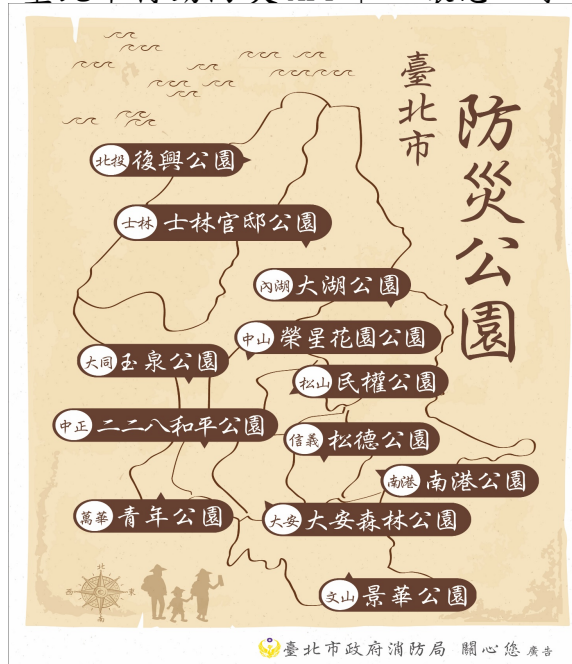 臺北市
防災公園
北投 復興公園
士林 士林官邸公園
內湖 大湖公園
中山 榮星花園公園
大同 玉泉公園
松山 民權公園
中正 二二八和平公園
信義 松德公園
南港 南港公園
萬華 青年公園
大安 大安森林公園
文山 景華公園
北
西 東
南
臺北市政府消防局 關心您 廣告